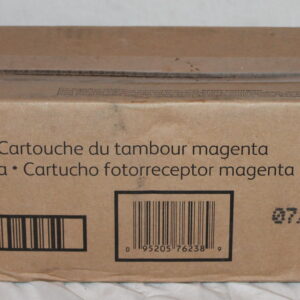 Cartouche du tambour magenta
a • Cartucho fotorreceptor magenta
07
0 95205 76238 9